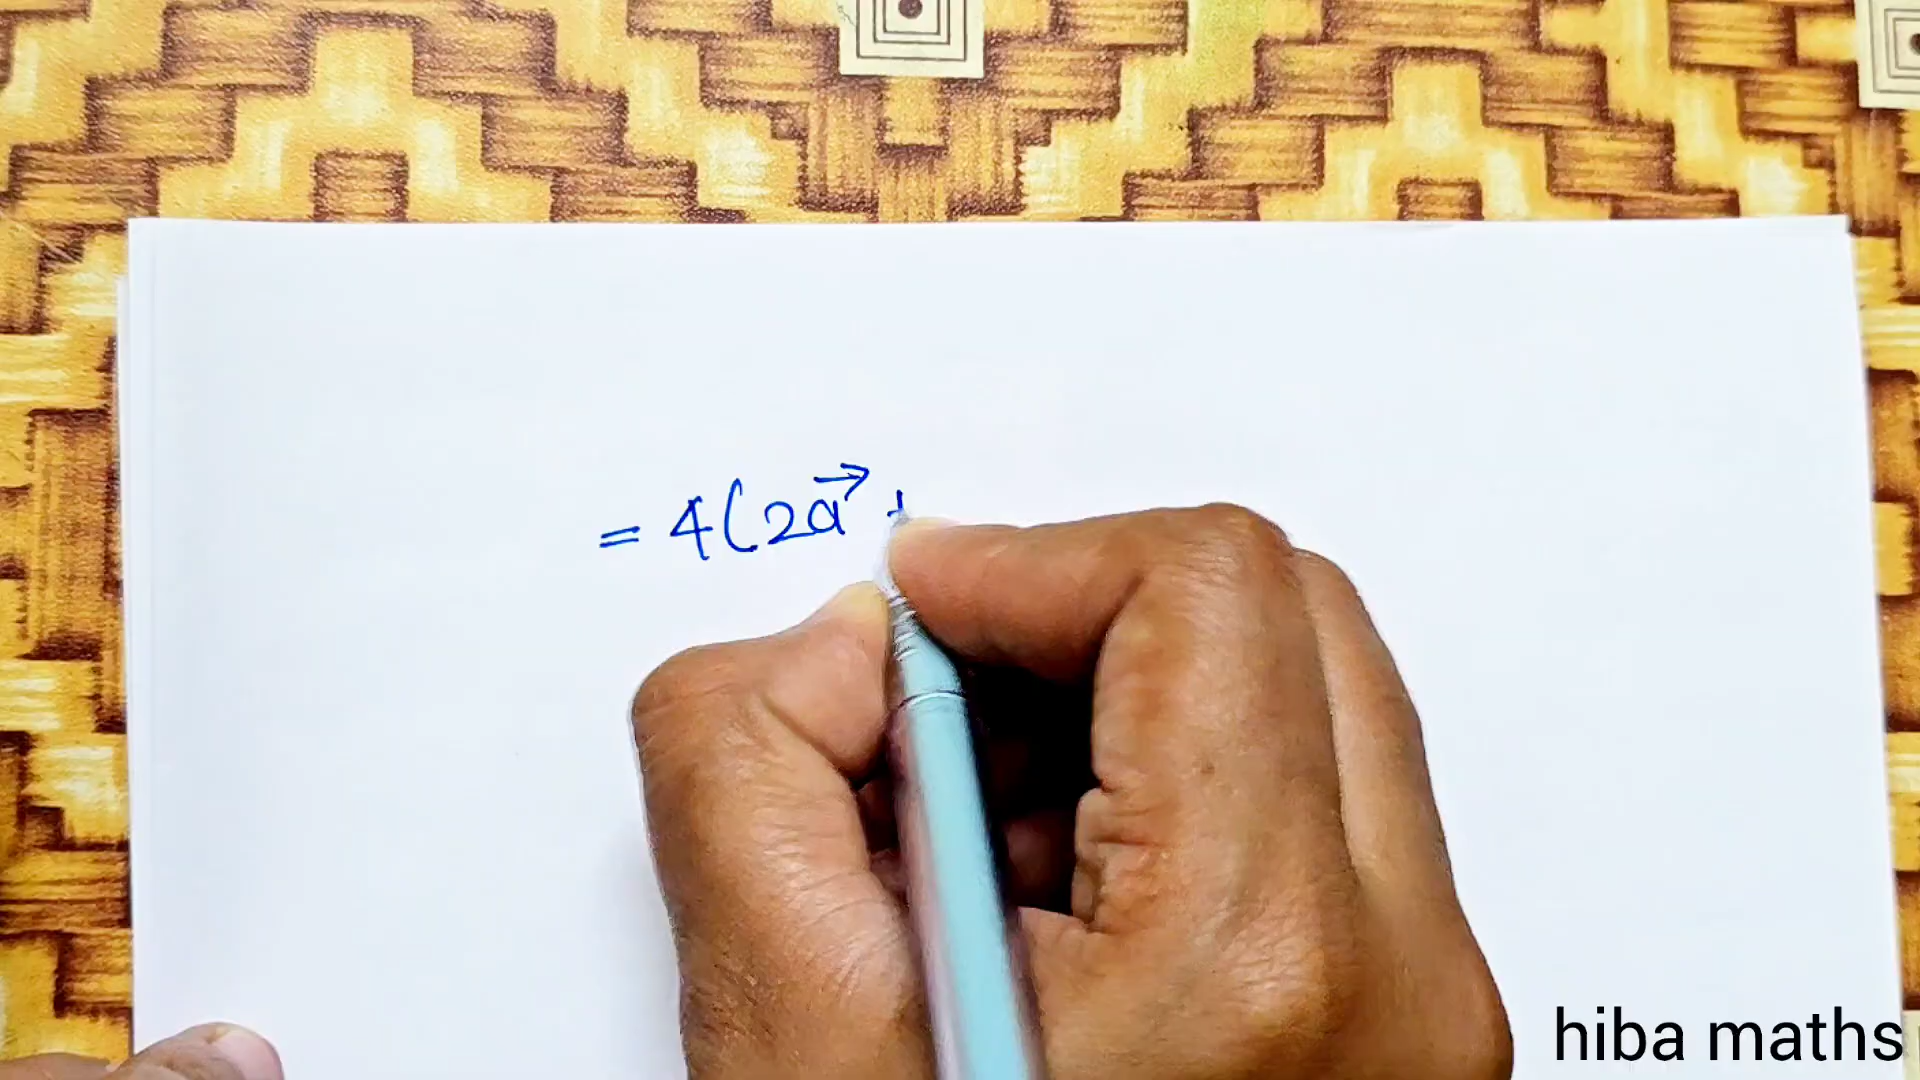 = 4(2a⃗ +
hiba maths